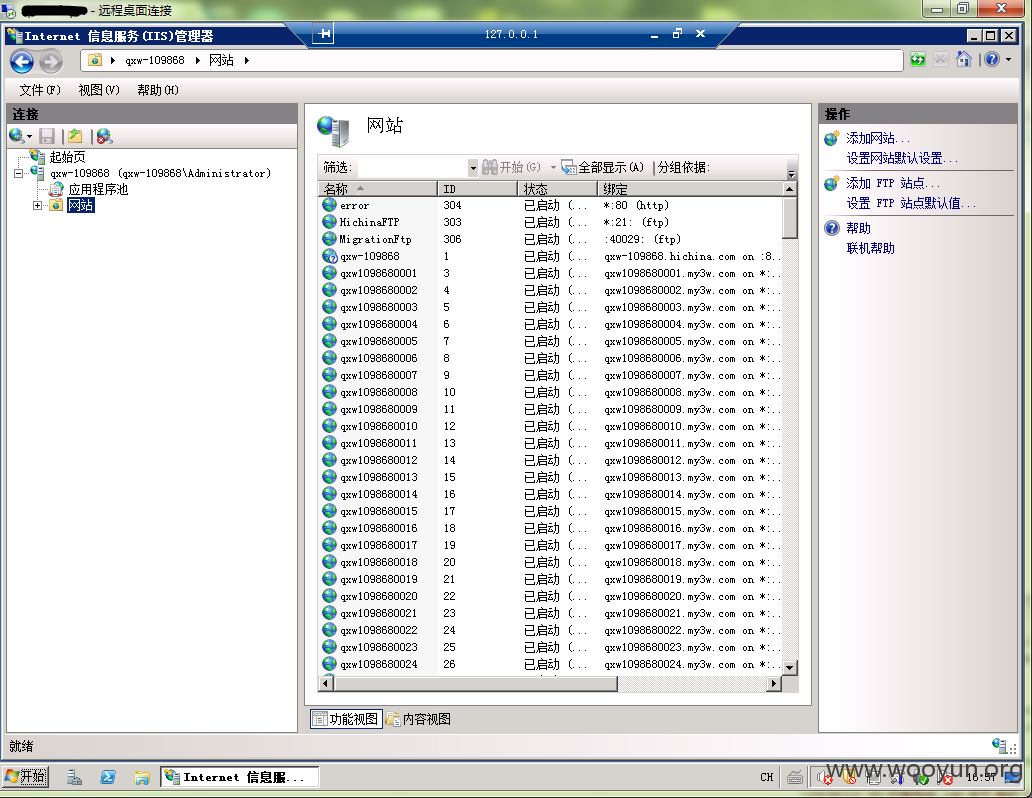 - 远程桌面连接
Internet 信息服务(IIS)管理器
127.0.0.1
qxw-109868 网站
文件(F) 视图(V) 帮助(H)
连接
起始页
qxw-109868 (qxw-109868\Administrator)
应用程序池
网站
网站
筛选: 开始(G) 全部显示(A) 分组依据:
名称 ID 状态 绑定
error 304 已启动 (... *:80 (http)
HichinaFTP 303 已启动 (... *:21: (ftp)
MigrationFtp 306 已启动 (... :40029: (ftp)
qxw-109868 1 已启动 (... qxw-109868.hichina.com on :8..
qxw1098680001 3 已启动 (... qxw1098680001.my3w.com on *:..
qxw1098680002 4 已启动 (... qxw1098680002.my3w.com on *:..
qxw1098680003 5 已启动 (... qxw1098680003.my3w.com on *:..
qxw1098680004 6 已启动 (... qxw1098680004.my3w.com on *:..
qxw1098680005 7 已启动 (... qxw1098680005.my3w.com on *:..
qxw1098680006 8 已启动 (... qxw1098680006.my3w.com on *:..
qxw1098680007 9 已启动 (... qxw1098680007.my3w.com on *:..
qxw1098680008 10 已启动 (... qxw1098680008.my3w.com on *:..
qxw1098680009 11 已启动 (... qxw1098680009.my3w.com on *:..
qxw1098680010 12 已启动 (... qxw1098680010.my3w.com on *:..
qxw1098680011 13 已启动 (... qxw1098680011.my3w.com on *:..
qxw1098680012 14 已启动 (... qxw1098680012.my3w.com on *:..
qxw1098680013 15 已启动 (... qxw1098680013.my3w.com on *:..
qxw1098680014 16 已启动 (... qxw1098680014.my3w.com on *:..
qxw1098680015 17 已启动 (... qxw1098680015.my3w.com on *:..
qxw1098680016 18 已启动 (... qxw1098680016.my3w.com on *:..
qxw1098680017 19 已启动 (... qxw1098680017.my3w.com on *:..
qxw1098680018 20 已启动 (... qxw1098680018.my3w.com on *:..
qxw1098680019 21 已启动 (... qxw1098680019.my3w.com on *:..
qxw1098680020 22 已启动 (... qxw1098680020.my3w.com on *:..
qxw1098680021 23 已启动 (... qxw1098680021.my3w.com on *:..
qxw1098680022 24 已启动 (... qxw1098680022.my3w.com on *:..
qxw1098680023 25 已启动 (... qxw1098680023.my3w.com on *:..
qxw1098680024 26 已启动 (... qxw1098680024.my3w.com on *:..
功能视图 内容视图
操作
添加网站...
设置网站默认设置...
添加 FTP 站点...
设置 FTP 站点默认值...
帮助
联机帮助
就绪
开始 Internet 信息服... CH
www.wooyun.org